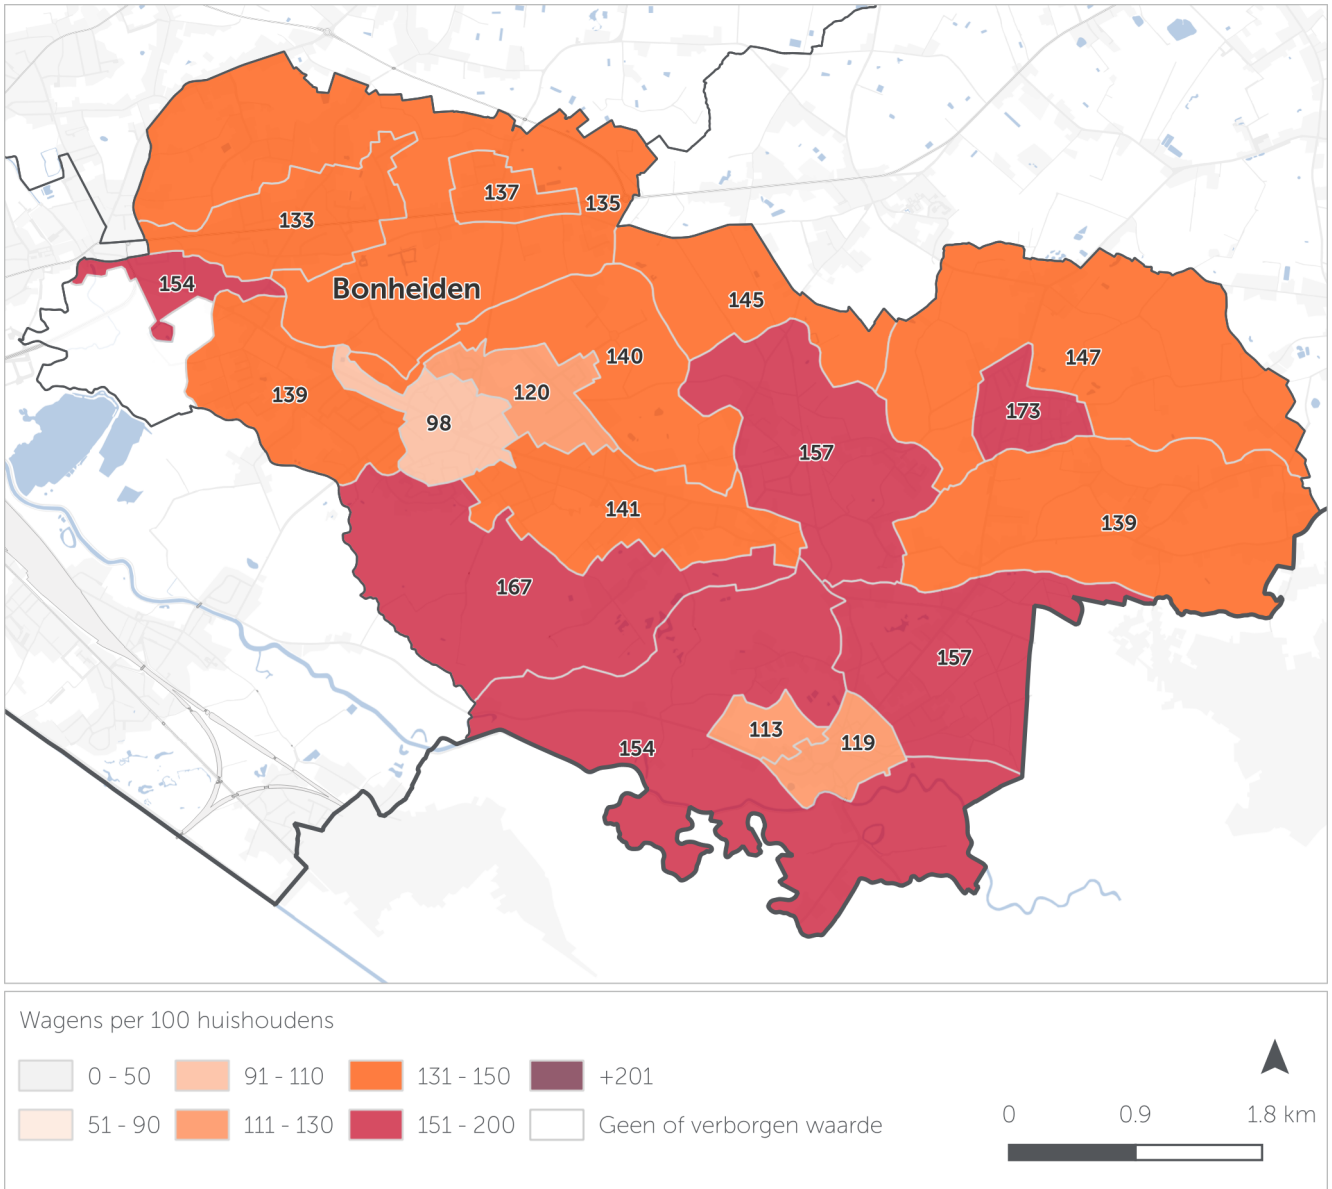 137
135
133
154
Bonheiden
145
140
147
139
120
173
98
157
141
139
167
157
113
119
154
Wagens per 100 huishoudens
0 - 50
91 - 110
131 - 150
+201
51 - 90
111 - 130
151 - 200
Geen of verborgen waarde
0 0.9 1.8 km